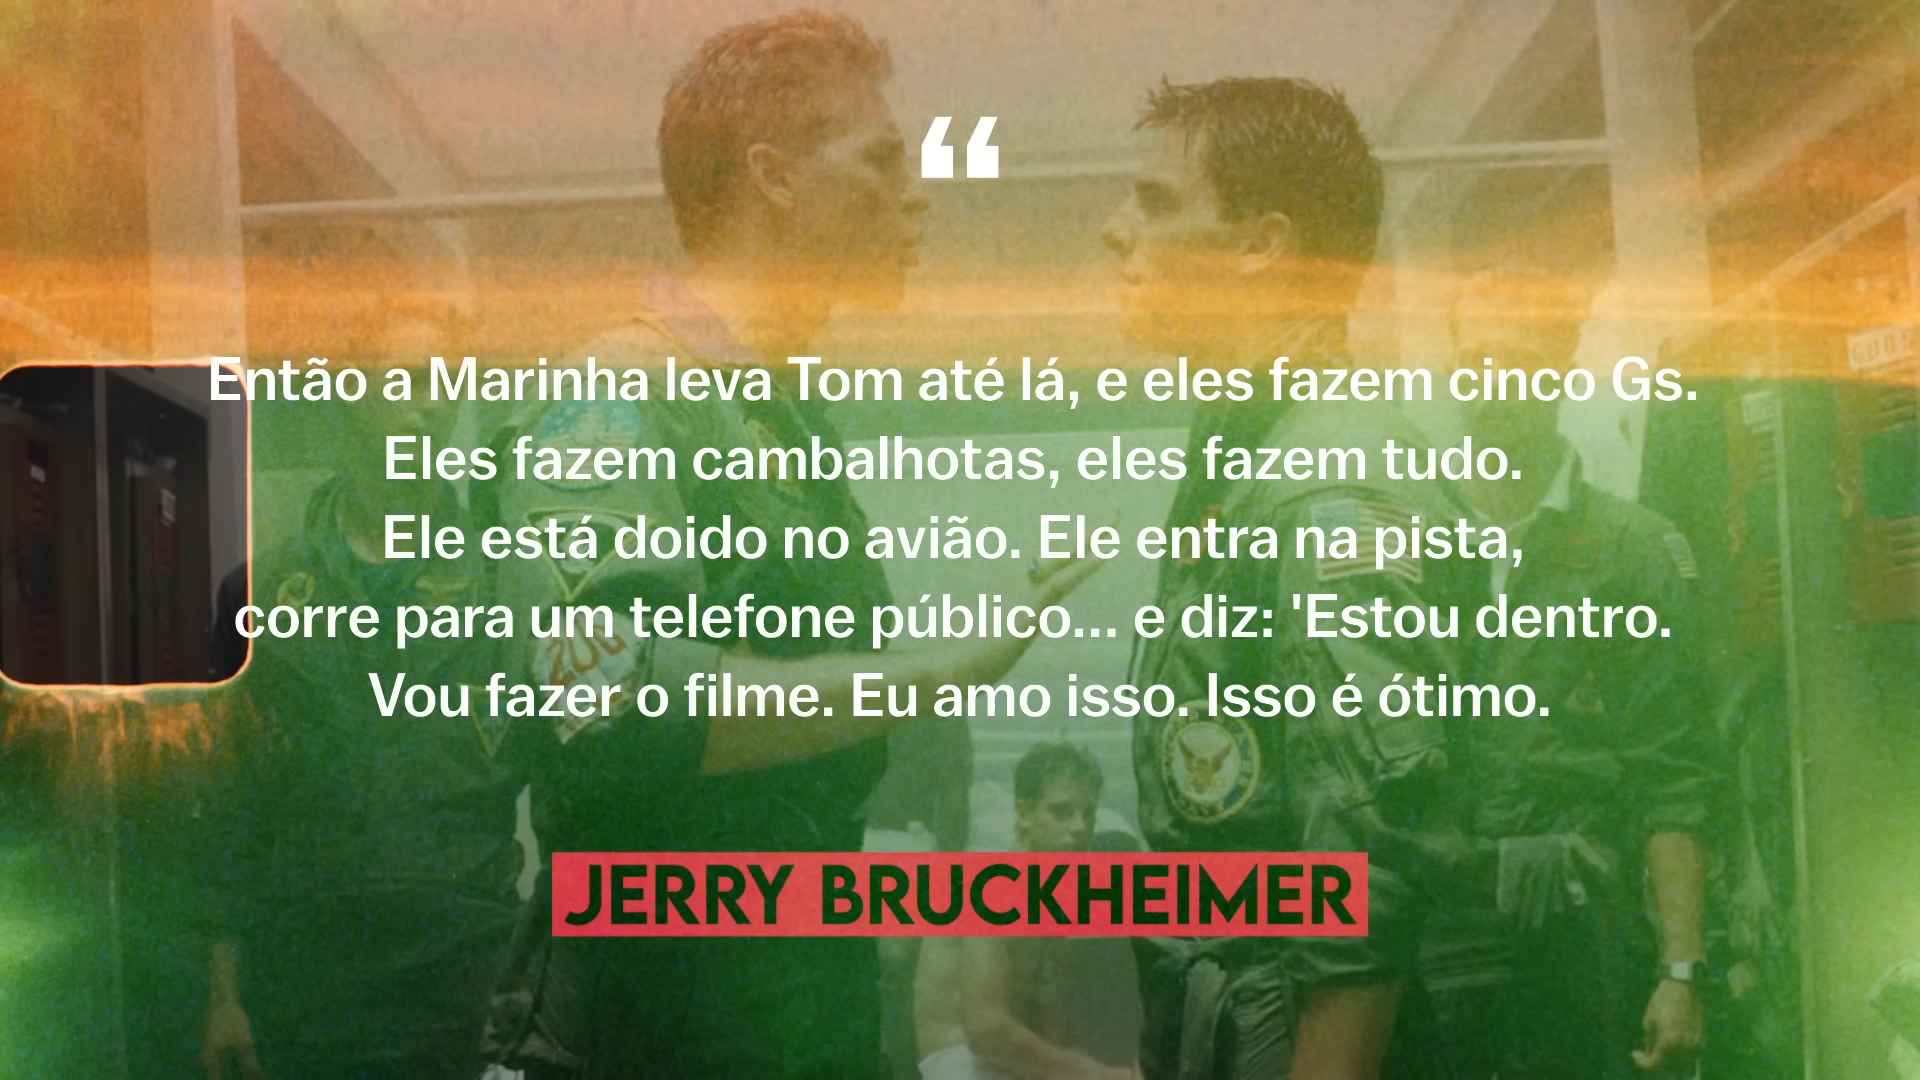 “
Então a Marinha leva Tom até lá, e eles fazem cinco Gs.
Eles fazem cambalhotas, eles fazem tudo.
Ele está doido no avião. Ele entra na pista,
corre para um telefone público... e diz: 'Estou dentro.
Vou fazer o filme. Eu amo isso. Isso é ótimo.
JERRY BRUCKHEIMER